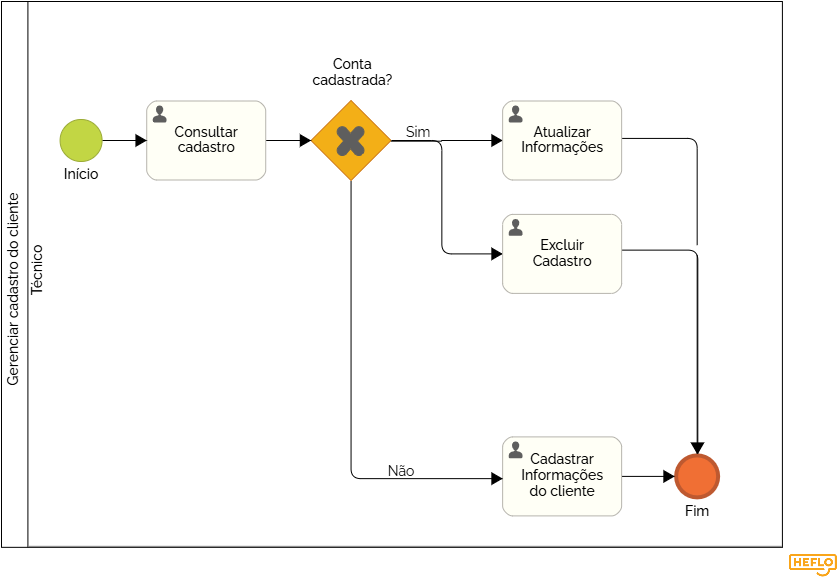 Gerenciar cadastro do cliente
Técnico
Início
Consultar
cadastro
Conta
cadastrada?
Sim
Atualizar
Informações
Excluir
Cadastro
Não
Cadastrar
Informações
do cliente
Fim
HEFLO